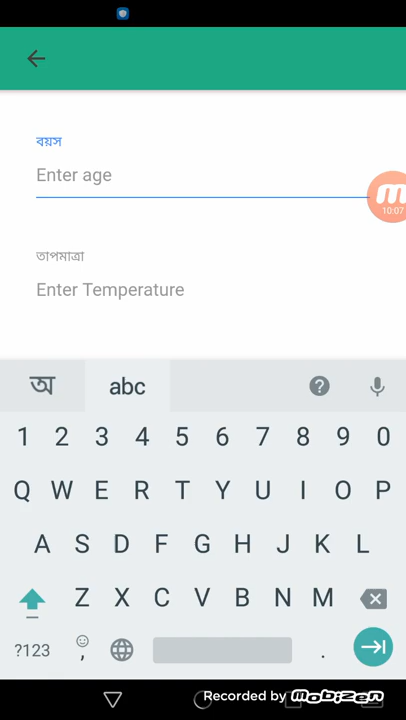 বয়স
Enter age
10:07
তাপমাত্রা
Enter Temperature
অ abc ?
1 2 3 4 5 6 7 8 9 0
Q W E R T Y U I O P
A S D F G H J K L
Z X C V B N M
?123 , .
Recorded by mobizen